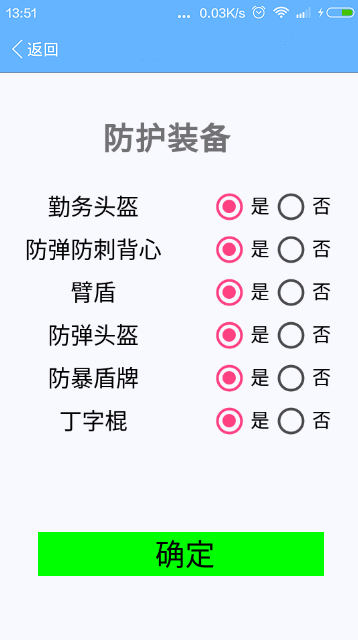 13:51 ... 0.03K/s
返回
防护装备
勤务头盔 是 否
防弹防刺背心 是 否
臂盾 是 否
防弹头盔 是 否
防暴盾牌 是 否
丁字棍 是 否
确定